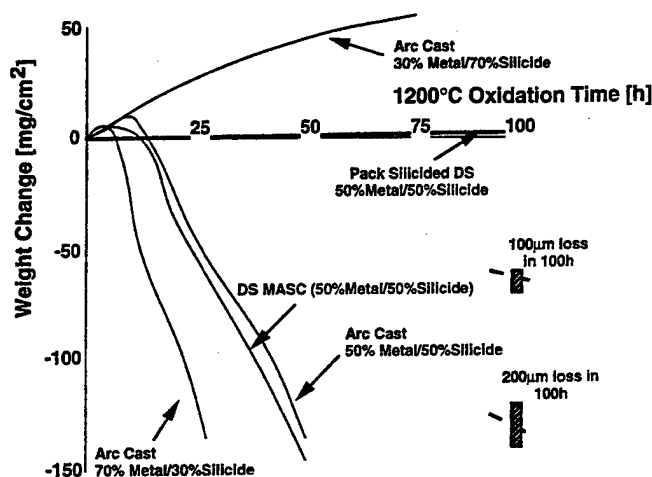 50
Arc Cast
30% Metal/70%Silicide
1200°C Oxidation Time [h]
25
50
75
100
0
Pack Silicided DS
50%Metal/50%Silicide
Weight Change [mg/cm²]
-50
100µm loss
in 100h
DS MASC (50%Metal/50%Silicide)
Arc Cast
50% Metal/50%Silicide
-100
200µm loss in
100h
Arc Cast
70% Metal/30%Silicide
-150